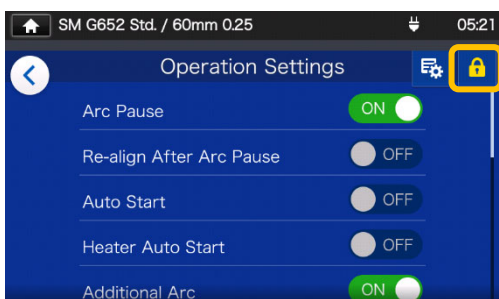 SM G652 Std. / 60mm 0.25 05:21
Operation Settings
Arc Pause ON
Re-align After Arc Pause OFF
Auto Start OFF
Heater Auto Start OFF
Additional Arc ON